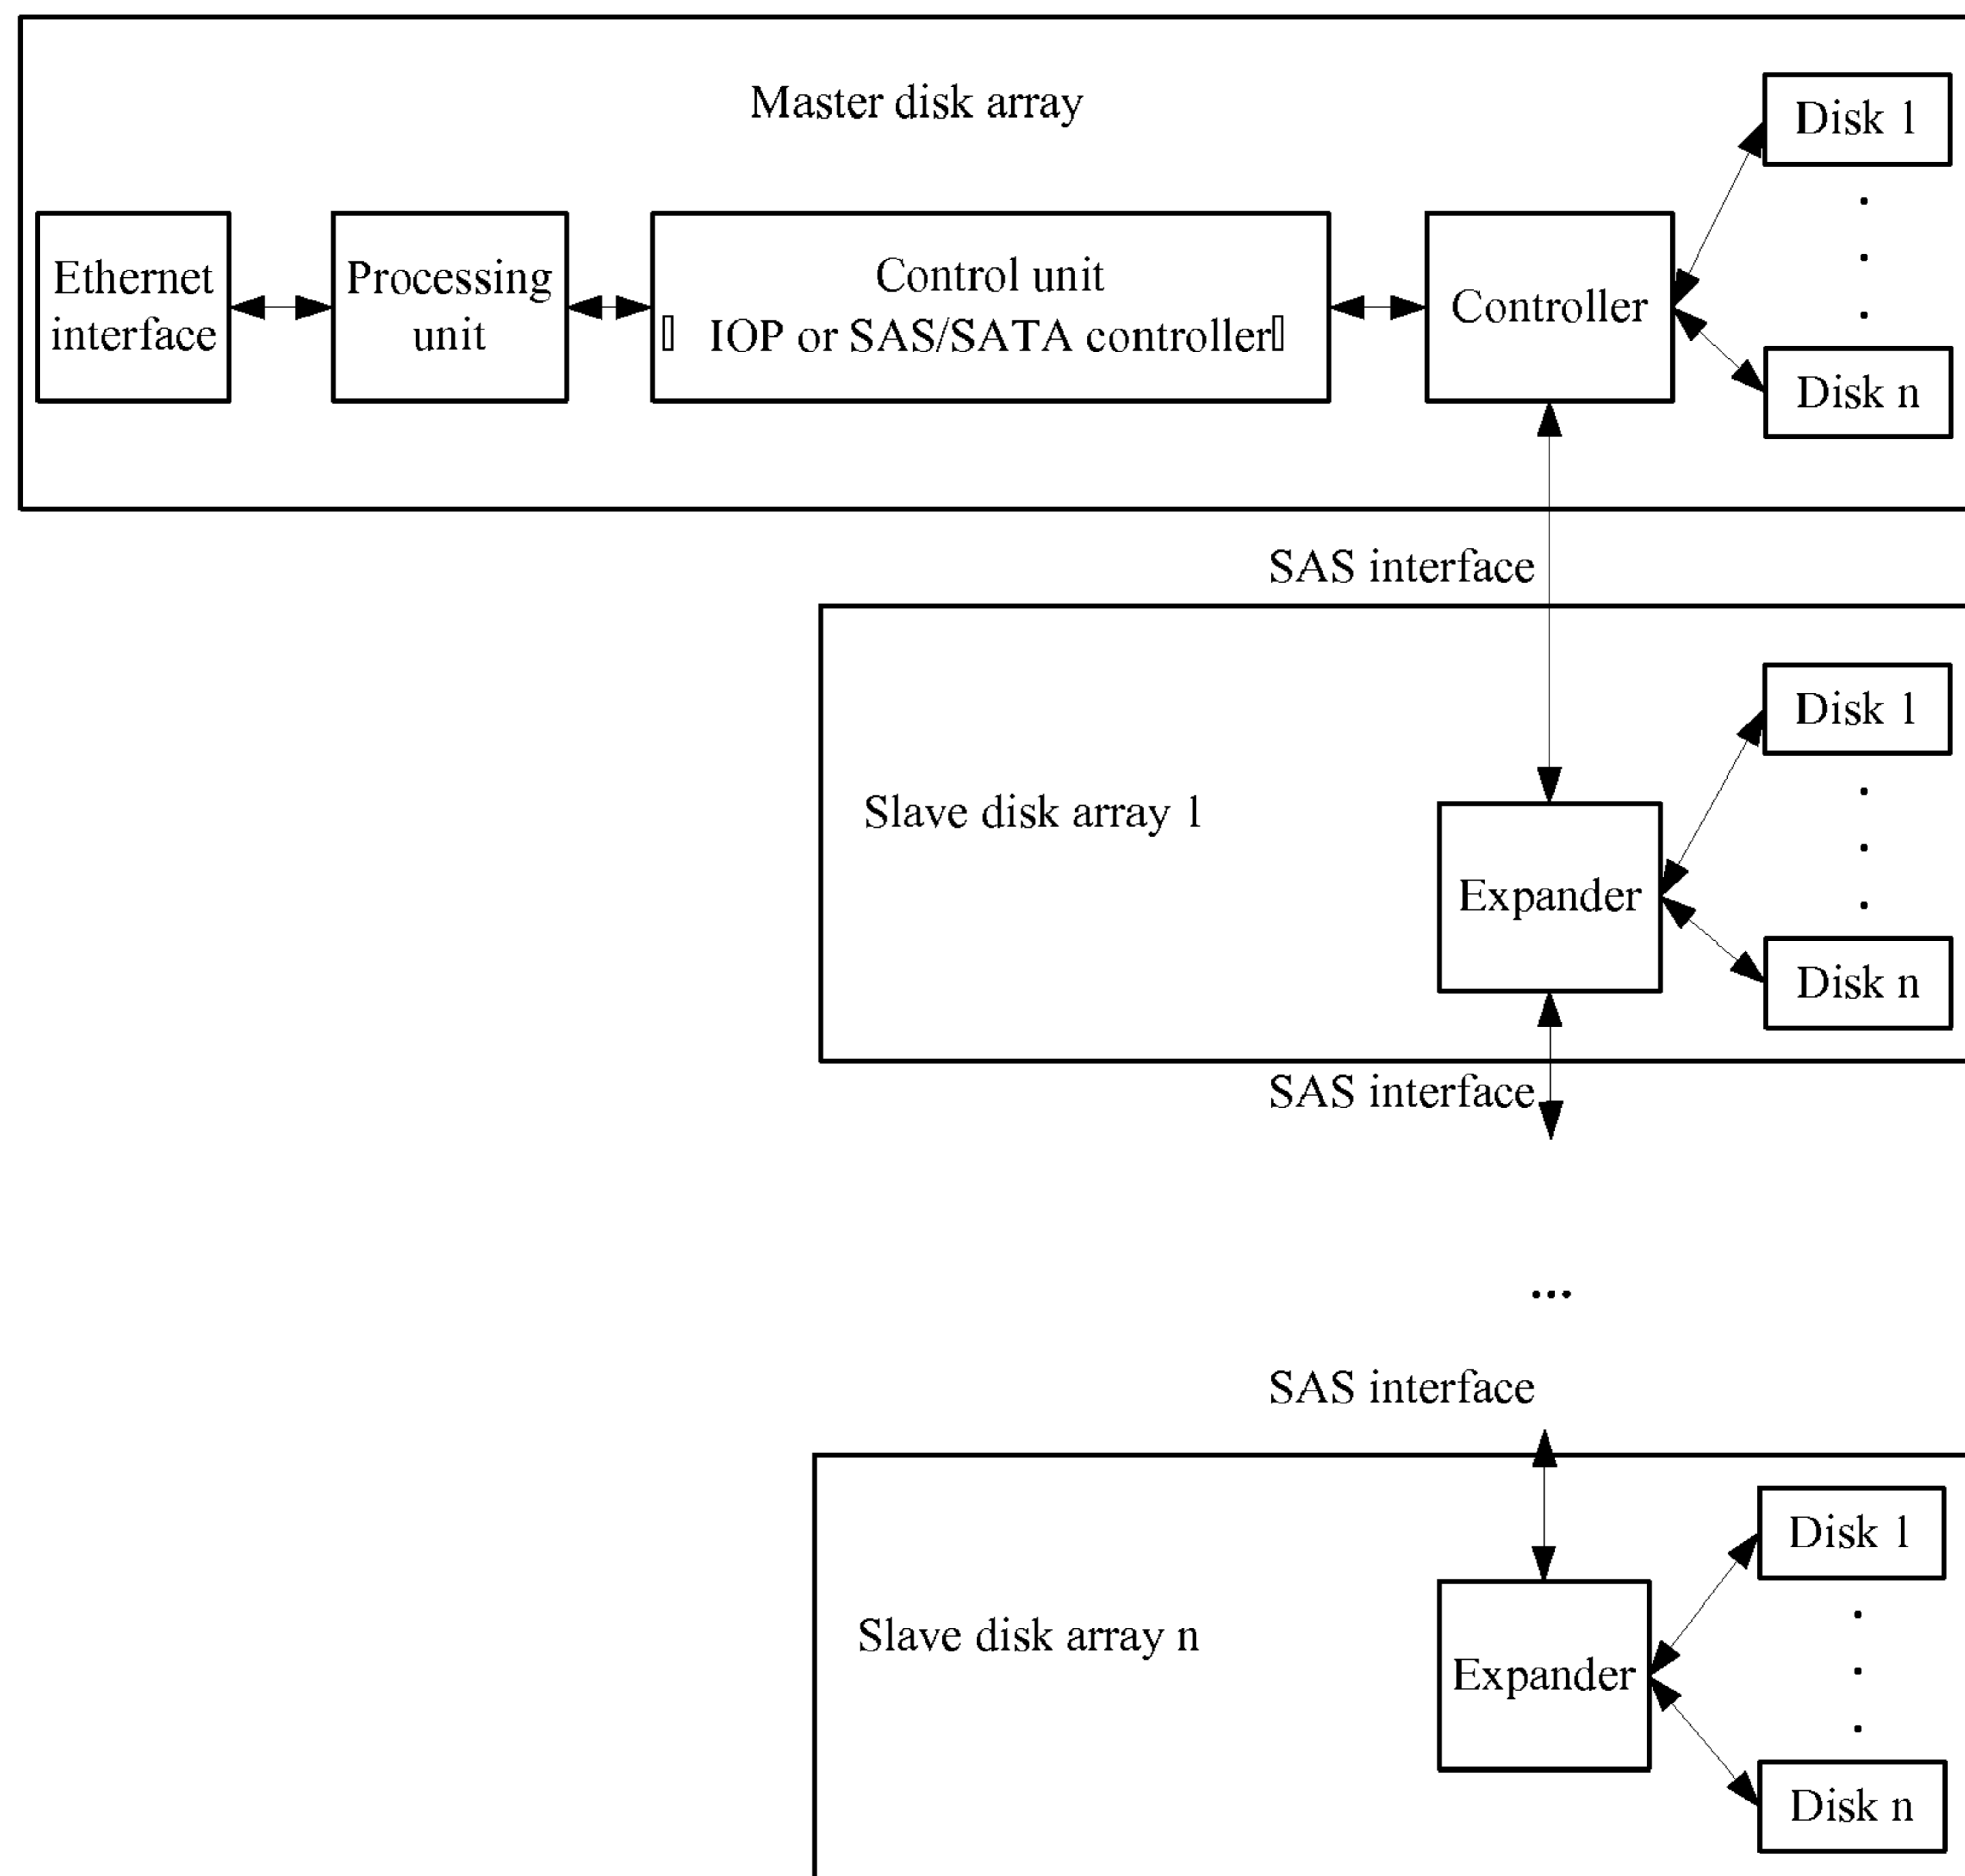 Master disk array
Disk 1
Ethernet
interface
Processing
unit
Control unit
IOP or SAS/SATA controller
Controller
Disk n
SAS interface
Disk 1
Slave disk array 1
Expander
Disk n
SAS interface
...
SAS interface
Disk 1
Slave disk array n
Expander
Disk n